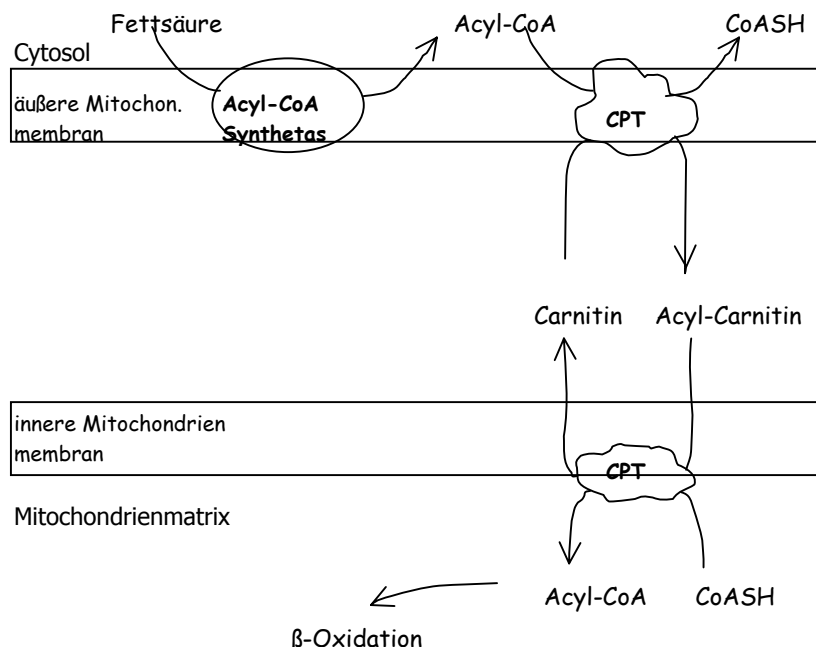 Fettsäure Acyl-CoA CoASH
Cytosol
äußere Mitochon.
membran
Acyl-CoA
Synthetas
CPT
Carnitin Acyl-Carnitin
innere Mitochondrien
membran
CPT
Mitochondrienmatrix
Acyl-CoA CoASH
ß-Oxidation